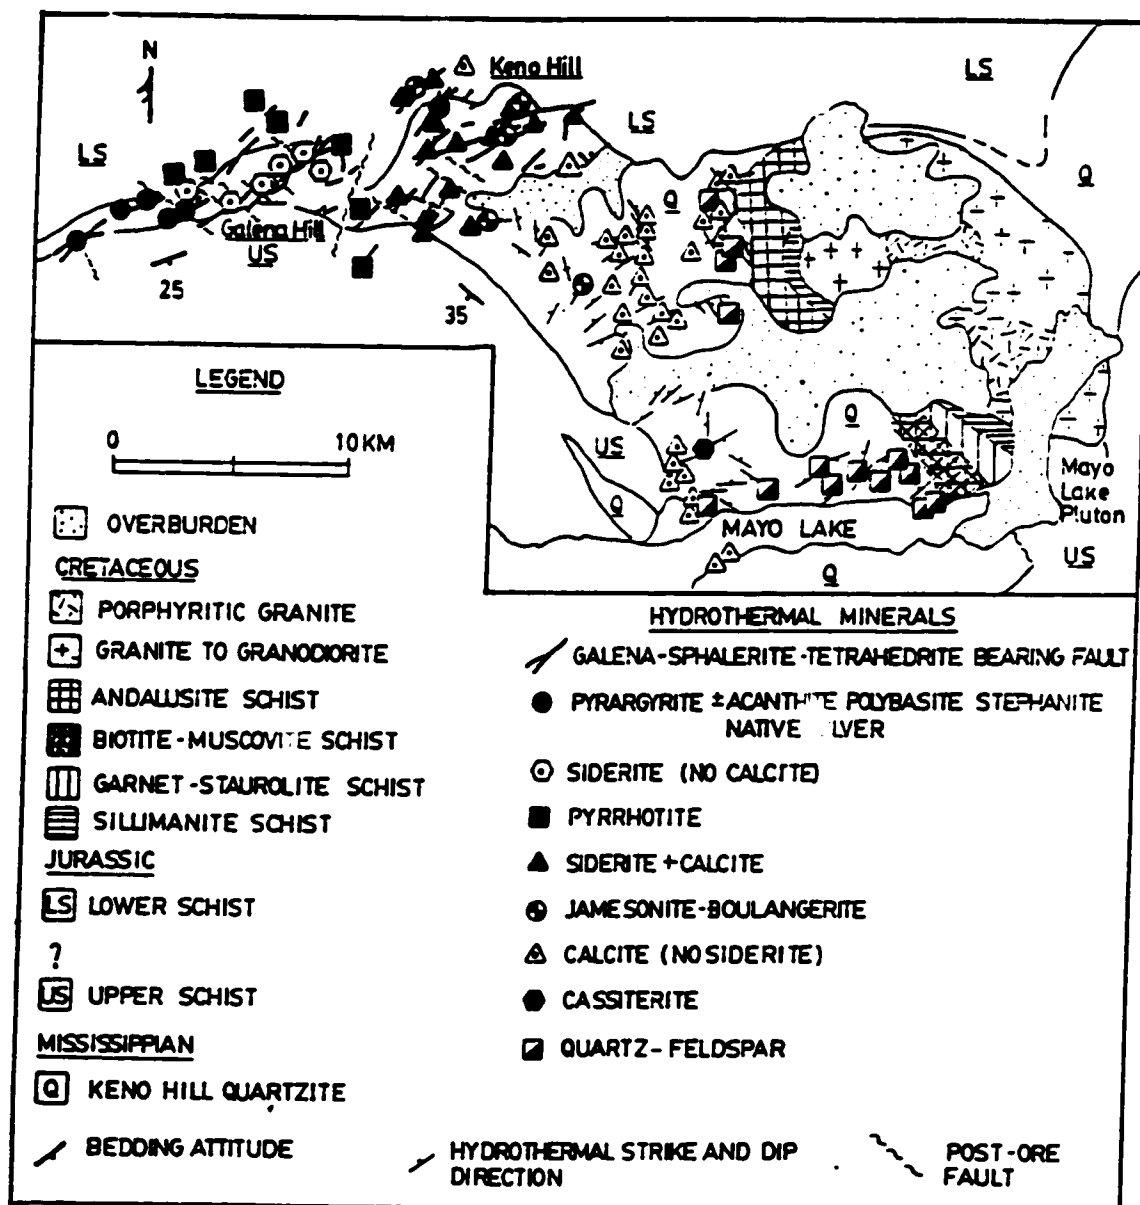 N
Keno Hill
LS
LS
LS
Q
Q
Galena Hill
US
25
35
Q
US
Q
Mayo
Lake
Pluton
MAYO LAKE
US
Q
LEGEND
0 10 KM
OVERBURDEN
CRETACEOUS
PORPHYRITIC GRANITE
+ GRANITE TO GRANODIORITE
ANDALUSITE SCHIST
BIOTITE-MUSCOVITE SCHIST
GARNET-STAUROLITE SCHIST
SILLIMANITE SCHIST
JURASSIC
LS LOWER SCHIST
?
US UPPER SCHIST
MISSISSIPPIAN
Q KENO HILL QUARTZITE
BEDDING ATTITUDE
HYDROTHERMAL MINERALS
GALENA-SPHALERITE-TETRAHEDRITE BEARING FAULT
PYRARGYRITE ± ACANTHITE POLYBASITE STEPHANITE
NATIVE SILVER
SIDERITE (NO CALCITE)
PYRRHOTITE
SIDERITE + CALCITE
JAMESONITE-BOULANGERITE
CALCITE (NO SIDERITE)
CASSITERITE
QUARTZ-FELDSPAR
HYDROTHERMAL STRIKE AND DIP
DIRECTION
POST-ORE
FAULT